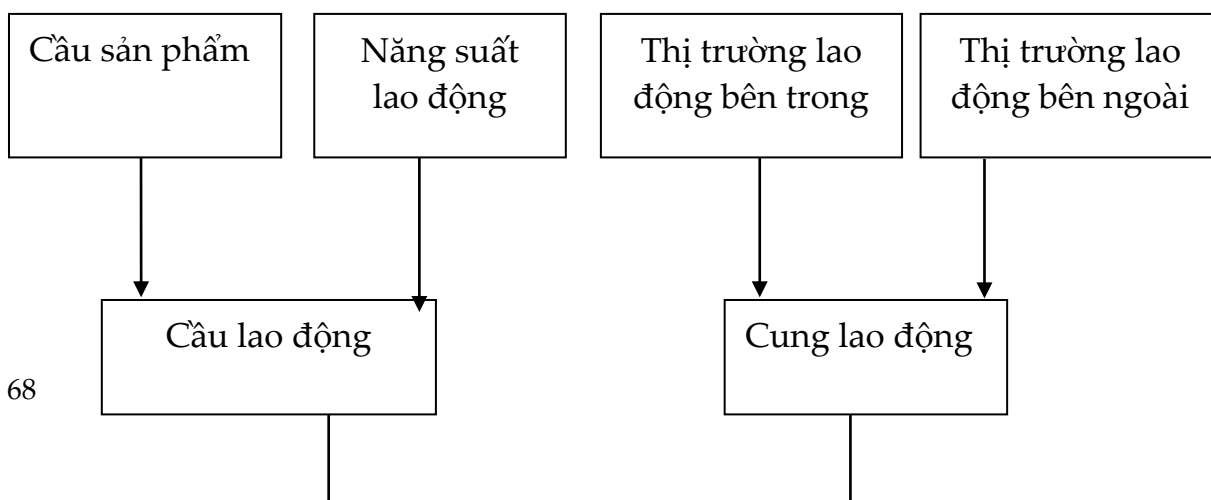 Cầu sản phẩm
Năng suất
lao động
Thị trường lao
động bên trong
Thị trường lao
động bên ngoài
Cầu lao động
Cung lao động
68